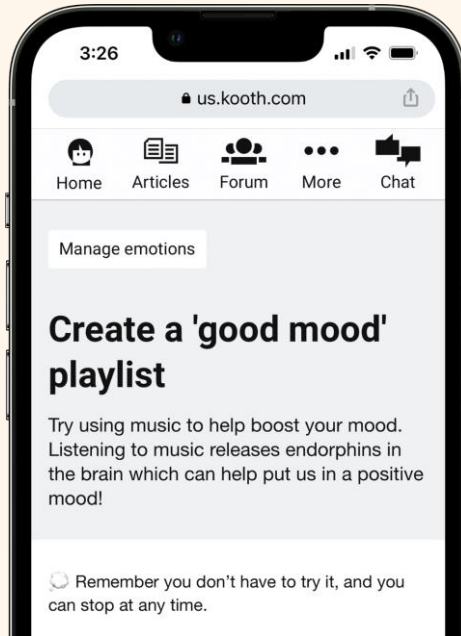 3:26
us.kooth.com
Home Articles Forum More Chat
Manage emotions
Create a 'good mood'
playlist
Try using music to help boost your mood.
Listening to music releases endorphins in
the brain which can help put us in a positive
mood!
Remember you don’t have to try it, and you
can stop at any time.